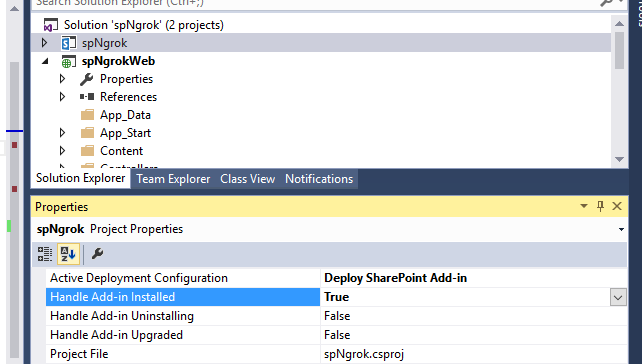 Search Solution Explorer (Ctrl+;)
Solution 'spNgrok' (2 projects)
spNgrok
spNgrokWeb
Properties
References
App_Data
App_Start
Content
Controllers
Solution Explorer Team Explorer Class View Notifications
Properties
spNgrok Project Properties
Active Deployment Configuration Deploy SharePoint Add-in
Handle Add-in Installed True
Handle Add-in Uninstalling False
Handle Add-in Upgraded False
Project File spNgrok.csproj